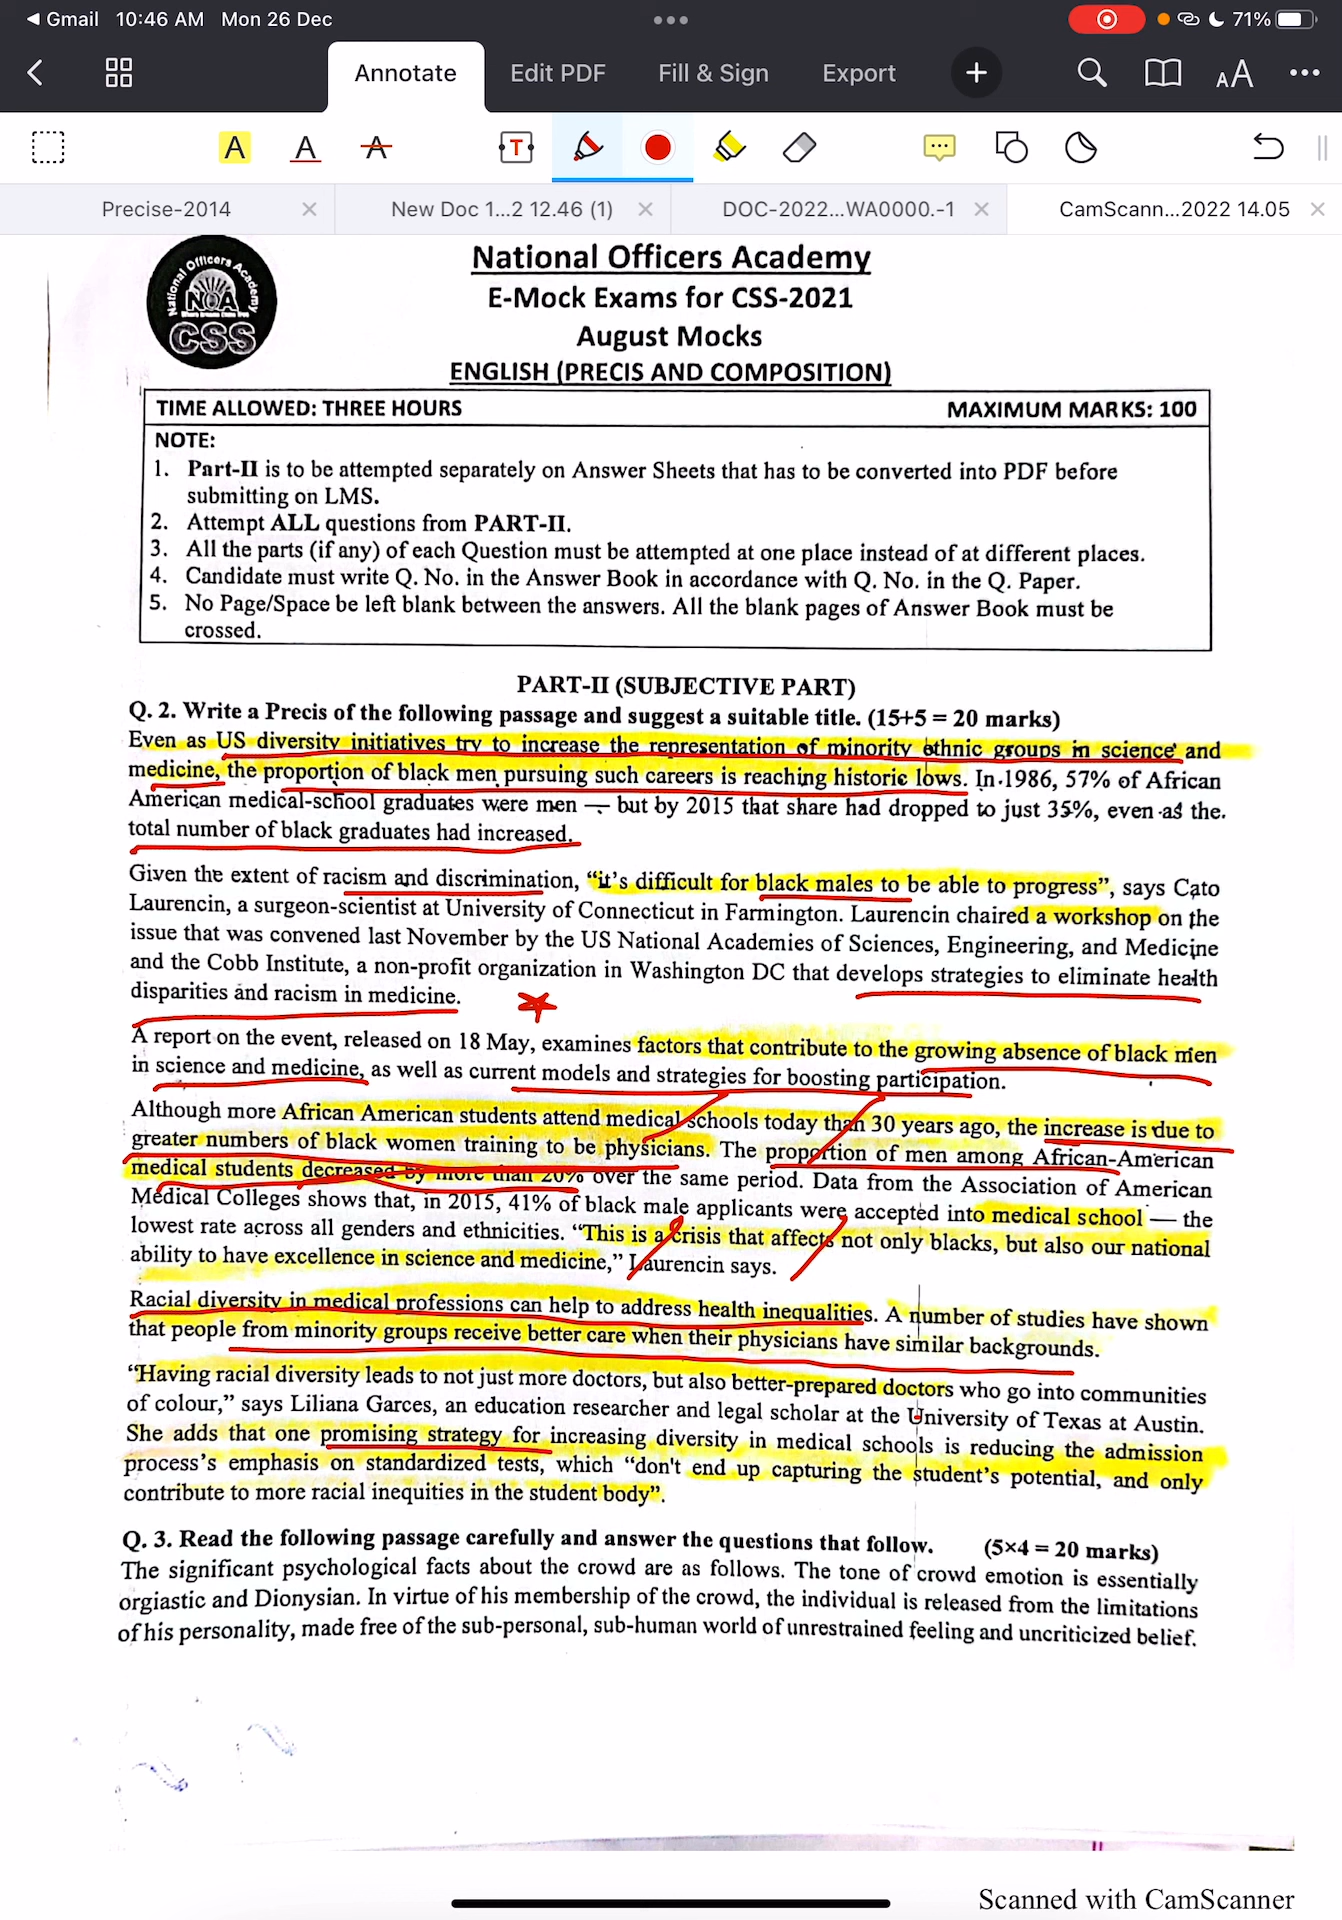 Gmail 10:46 AM Mon 26 Dec
71%
Annotate Edit PDF Fill & Sign Export
Precise-2014
New Doc 1...2 12.46 (1)
DOC-2022...WA0000.-1
CamScann...2022 14.05
National Officers Academy
NOA
CSS
National Officers Academy
E-Mock Exams for CSS-2021
August Mocks
ENGLISH (PRECIS AND COMPOSITION)
TIME ALLOWED: THREE HOURS MAXIMUM MARKS: 100
NOTE:
1. Part-II is to be attempted separately on Answer Sheets that has to be converted into PDF before
submitting on LMS.
2. Attempt ALL questions from PART-II.
3. All the parts (if any) of each Question must be attempted at one place instead of at different places.
4. Candidate must write Q. No. in the Answer Book in accordance with Q. No. in the Q. Paper.
5. No Page/Space be left blank between the answers. All the blank pages of Answer Book must be
crossed.
PART-II (SUBJECTIVE PART)
Q. 2. Write a Precis of the following passage and suggest a suitable title. (15+5 = 20 marks)
Even as US diversity initiatives try to increase the representation of minority ethnic groups in science and
medicine, the proportion of black men pursuing such careers is reaching historic lows. In 1986, 57% of African
American medical-school graduates were men — but by 2015 that share had dropped to just 35%, even as the
total number of black graduates had increased.
Given the extent of racism and discrimination, “it’s difficult for black males to be able to progress”, says Cato
Laurencin, a surgeon-scientist at University of Connecticut in Farmington. Laurencin chaired a workshop on the
issue that was convened last November by the US National Academies of Sciences, Engineering, and Medicine
and the Cobb Institute, a non-profit organization in Washington DC that develops strategies to eliminate health
disparities and racism in medicine.
A report on the event, released on 18 May, examines factors that contribute to the growing absence of black men
in science and medicine, as well as current models and strategies for boosting participation.
Although more African American students attend medical schools today than 30 years ago, the increase is due to
greater numbers of black women training to be physicians. The proportion of men among African-American
medical students decreased by more than 20% over the same period. Data from the Association of American
Medical Colleges shows that, in 2015, 41% of black male applicants were accepted into medical school — the
lowest rate across all genders and ethnicities. “This is a crisis that affects not only blacks, but also our national
ability to have excellence in science and medicine,” Laurencin says.
Racial diversity in medical professions can help to address health inequalities. A number of studies have shown
that people from minority groups receive better care when their physicians have similar backgrounds.
“Having racial diversity leads to not just more doctors, but also better-prepared doctors who go into communities
of colour,” says Liliana Garces, an education researcher and legal scholar at the University of Texas at Austin.
She adds that one promising strategy for increasing diversity in medical schools is reducing the admission
process’s emphasis on standardized tests, which “don't end up capturing the student’s potential, and only
contribute to more racial inequities in the student body”.
Q. 3. Read the following passage carefully and answer the questions that follow. (5×4 = 20 marks)
The significant psychological facts about the crowd are as follows. The tone of crowd emotion is essentially
orgiastic and Dionysian. In virtue of his membership of the crowd, the individual is released from the limitations
of his personality, made free of the sub-personal, sub-human world of unrestrained feeling and uncriticized belief.
Scanned with CamScanner